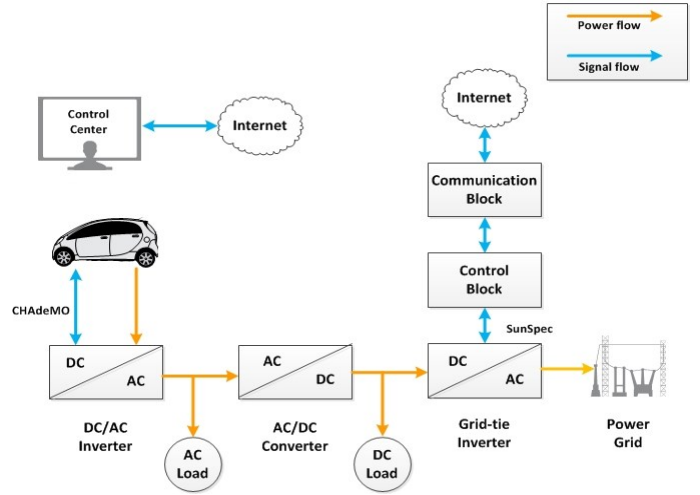 Power flow
Signal flow
Control
Center
Internet
Internet
Communication
Block
CHAdeMO
Control
Block
SunSpec
DC
AC
AC
DC
DC
AC
DC/AC
Inverter
AC/DC
Converter
Grid-tie
Inverter
Power
Grid
AC
Load
DC
Load